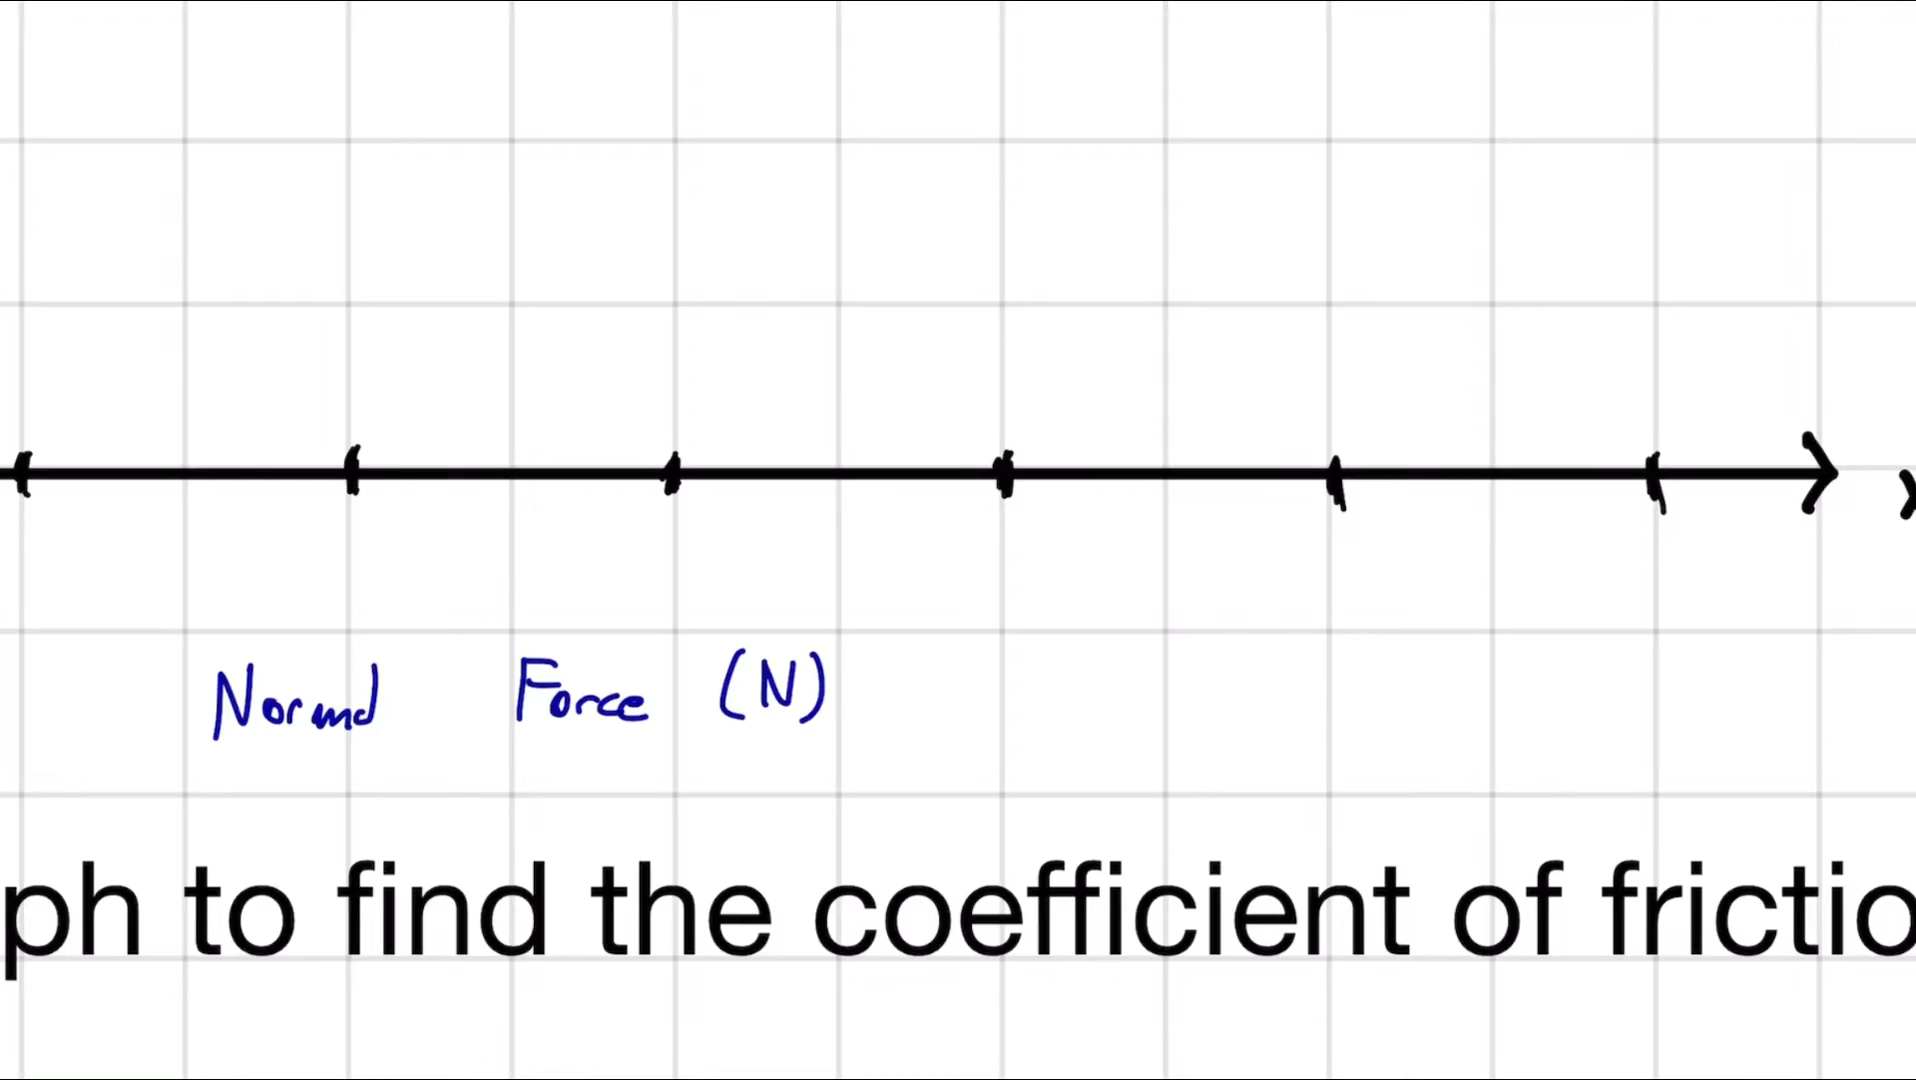 x
Normal Force (N)
ph to find the coefficient of frictio